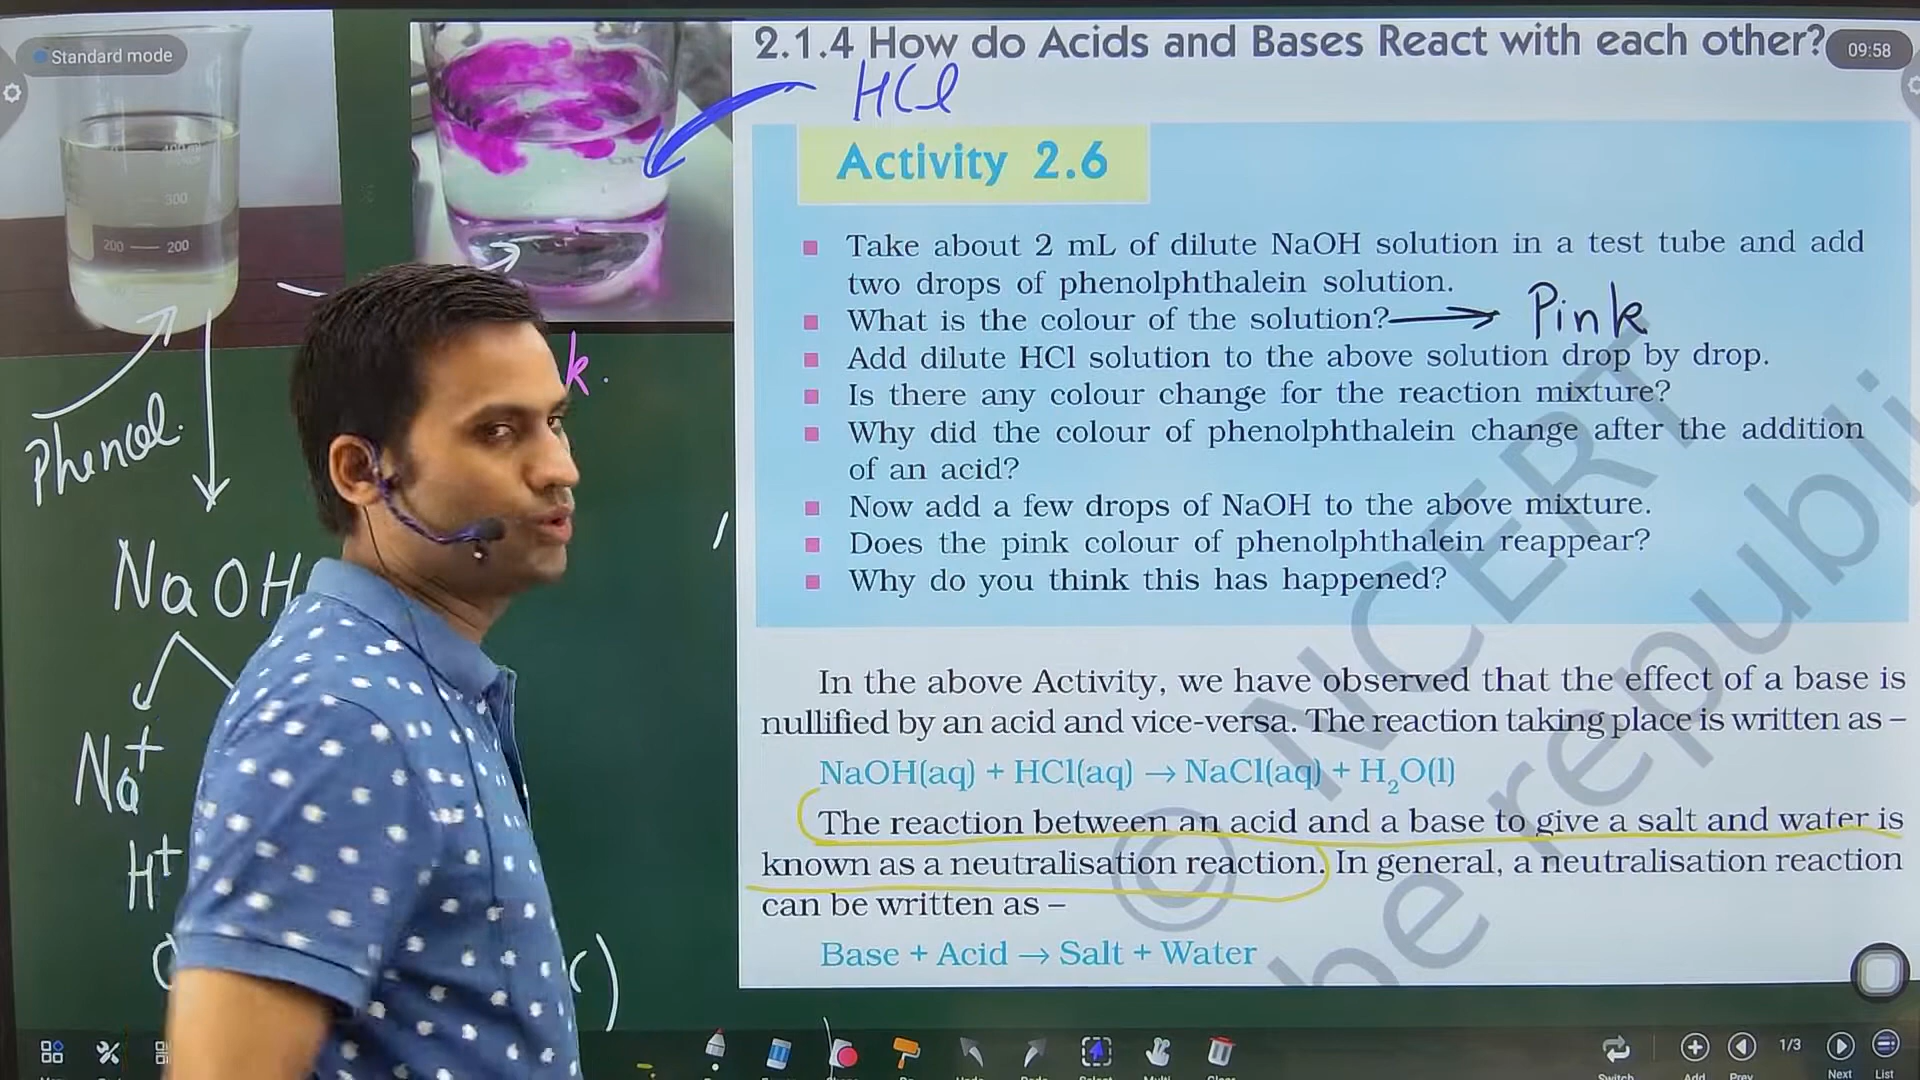 Standard mode
2.1.4 How do Acids and Bases React with each other?
09:58
HCl
Activity 2.6
Take about 2 mL of dilute NaOH solution in a test tube and add
two drops of phenolphthalein solution.
What is the colour of the solution? → Pink
Add dilute HCl solution to the above solution drop by drop.
Is there any colour change for the reaction mixture?
Why did the colour of phenolphthalein change after the addition
of an acid?
Now add a few drops of NaOH to the above mixture.
Does the pink colour of phenolphthalein reappear?
Why do you think this has happened?
In the above Activity, we have observed that the effect of a base is
nullified by an acid and vice-versa. The reaction taking place is written as –
NaOH(aq) + HCl(aq) → NaCl(aq) + H₂O(l)
The reaction between an acid and a base to give a salt and water is
known as a neutralisation reaction. In general, a neutralisation reaction
can be written as –
Base + Acid → Salt + Water
© NCERT
be republi
300
200 200
k.
NaOH
Na⁺
H⁺
Switch
Add
Prev
1/3
Next
List